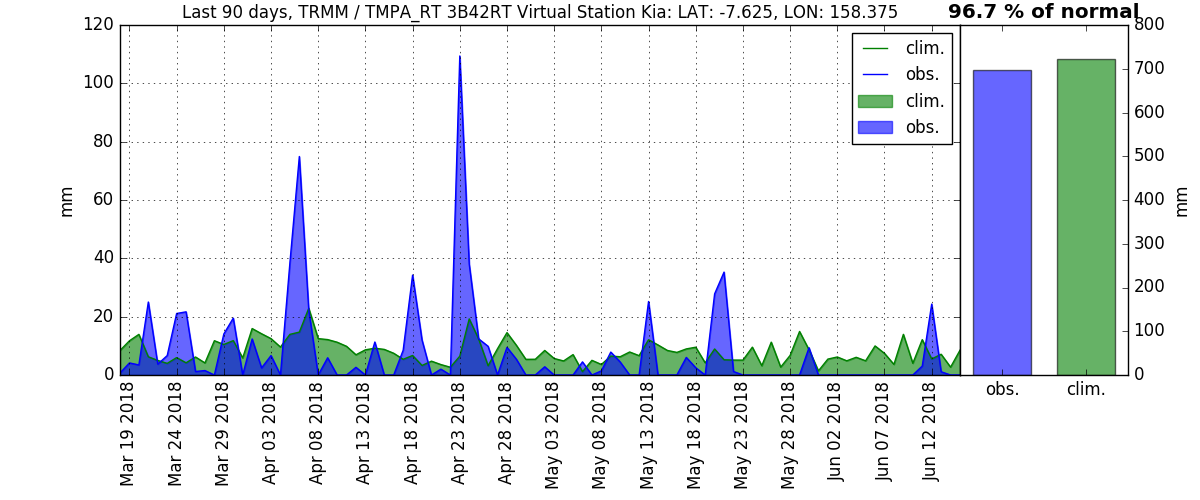 Last 90 days, TRMM / TMPA_RT 3B42RT Virtual Station Kia: LAT: -7.625, LON: 158.375
96.7 % of normal
120
100
80
60
40
20
0
mm
clim.
obs.
clim.
obs.
800
700
600
500
400
300
200
100
0
mm
Mar 19 2018
Mar 24 2018
Mar 29 2018
Apr 03 2018
Apr 08 2018
Apr 13 2018
Apr 18 2018
Apr 23 2018
Apr 28 2018
May 03 2018
May 08 2018
May 13 2018
May 18 2018
May 23 2018
May 28 2018
Jun 02 2018
Jun 07 2018
Jun 12 2018
obs.
clim.